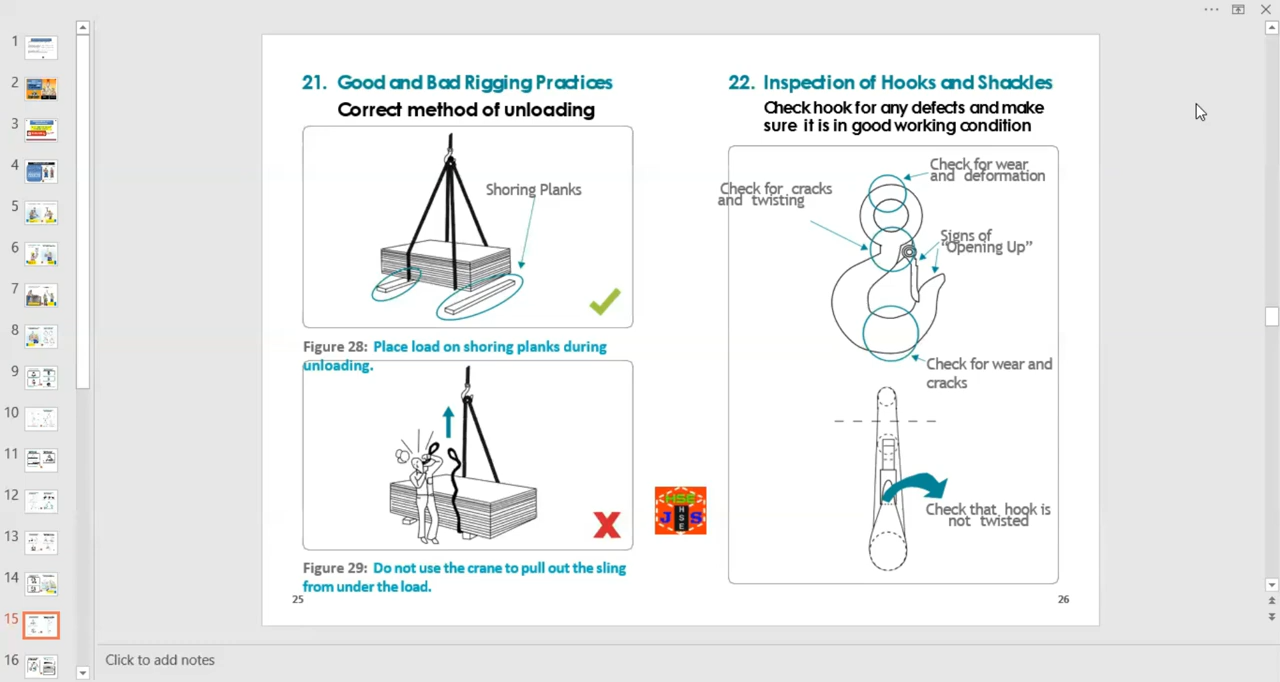 1
2
3
4
5
6
7
8
9
10
11
12
13
14
15
16
21. Good and Bad Rigging Practices
Correct method of unloading
Shoring Planks
Figure 28: Place load on shoring planks during
unloading.
Figure 29: Do not use the crane to pull out the sling
from under the load.
25
HSE
J
HSE
S
22. Inspection of Hooks and Shackles
Check hook for any defects and make
sure it is in good working condition
Check for wear
and deformation
Check for cracks
and twisting
Signs of
"Opening Up"
Check for wear and
cracks
Check that hook is
not twisted
26
Click to add notes